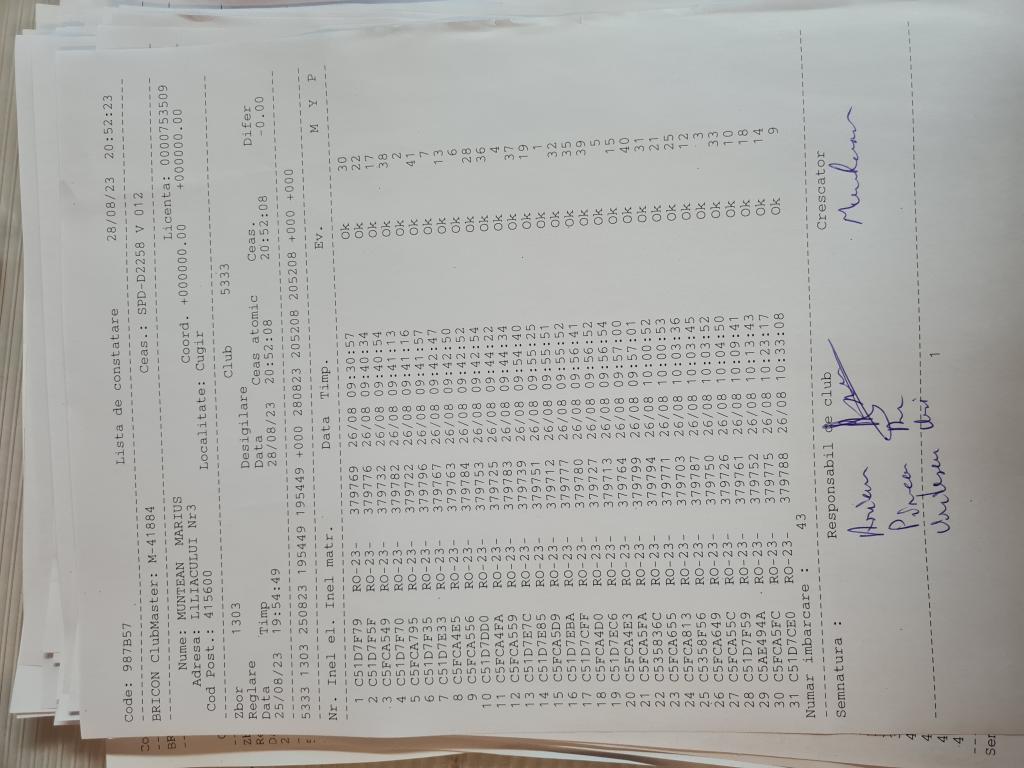 Lista de constatare 28/08/23 20:52:23
Code: 987B57 Ceas.: SPD-D2258 V 012
BRICON ClubMaster: M-41884 Licenta: 0000753509
Nume: MUNTEAN MARIUS Coord. +000000.00 +000000.00
Adresa: LILIACULUI Nr3
Cod Post.: 415600 Localitate: Cugir
Zbor 1303 Club 5333
Reglare Desigilare
Data Timp Data Ceas atomic Ceas. Difer
25/08/23 19:54:49 28/08/23 20:52:08 20:52:08 -0.00
5333 1303 250823 195449 195449 +000 280823 205208 205208 +000 +000
Nr. Inel. Inel matr. Data Timp. Ev. M Y P
1 C51D7F79 RO-23- 379769 26/08 09:30:57 Ok 30
2 C51D7F5F RO-23- 379776 26/08 09:40:34 Ok 22
3 C5FCA549 RO-23- 379732 26/08 09:40:54 Ok 17
4 C51D7F70 RO-23- 379782 26/08 09:41:13 Ok 38
5 C5FCA795 RO-23- 379722 26/08 09:41:16 Ok 2
6 C51D7F35 RO-23- 379796 26/08 09:41:57 Ok 41
7 C51D7E33 RO-23- 379767 26/08 09:42:47 Ok 7
8 C5FCA4E5 RO-23- 379763 26/08 09:42:50 Ok 13
9 C5FCA556 RO-23- 379784 26/08 09:42:52 Ok 6
10 C51D7DD0 RO-23- 379753 26/08 09:42:54 Ok 28
11 C5FCA4FA RO-23- 379725 26/08 09:44:22 Ok 36
12 C5FCA559 RO-23- 379783 26/08 09:44:34 Ok 4
13 C51D7E7C RO-23- 379739 26/08 09:54:40 Ok 37
14 C51D7E85 RO-23- 379751 26/08 09:55:25 Ok 19
15 C5FCA5D9 RO-23- 379712 26/08 09:55:51 Ok 1
16 C51D7EBA RO-23- 379777 26/08 09:55:52 Ok 32
17 C51D7CFF RO-23- 379780 26/08 09:56:41 Ok 35
18 C5FCA4D0 RO-23- 379727 26/08 09:56:52 Ok 39
19 C51D7EC6 RO-23- 379713 26/08 09:56:54 Ok 5
20 C5FCA4E3 RO-23- 379764 26/08 09:57:00 Ok 15
21 C5FCA5FA RO-23- 379799 26/08 09:57:01 Ok 40
22 C535836C RO-23- 379794 26/08 10:00:52 Ok 31
23 C5FCA655 RO-23- 379771 26/08 10:00:53 Ok 21
24 C5FCA813 RO-23- 379703 26/08 10:03:36 Ok 25
25 C5358F56 RO-23- 379787 26/08 10:03:45 Ok 12
26 C5FCA649 RO-23- 379750 26/08 10:03:52 Ok 3
27 C5FCA55C RO-23- 379726 26/08 10:04:50 Ok 33
28 C51D7F59 RO-23- 379761 26/08 10:09:41 Ok 10
29 C5AE494A RO-23- 379752 26/08 10:13:43 Ok 18
30 C5FCA5FC RO-23- 379775 26/08 10:23:17 Ok 14
31 C51D7CE0 RO-23- 379788 26/08 10:33:08 Ok 9
Numar imbarcare : 43
Responsabil de club Crescator
Semnatura :
1